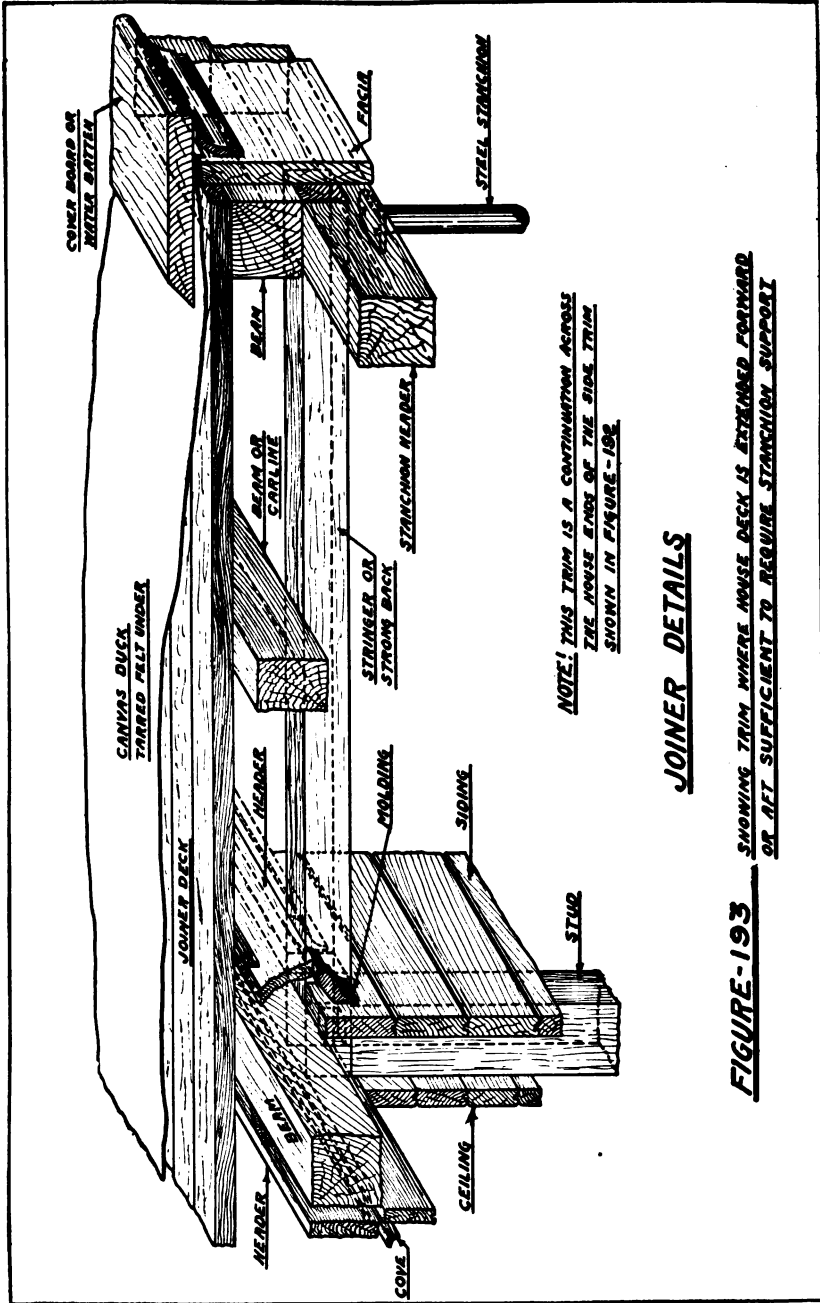 COVER BOARD OR
WATER BATTEN
CANVAS DUCK
TARRED FELT UNDER
JOINER DECK
FACIA
STEEL STANCHION
BEAM
BEAM OR
CARLINE
STANCHION HEADER
STRINGER OR
STRONG BACK
HEADER
MOLDING
SIDING
STUD
BEAM
HEADER
COVE
CEILING
NOTE! THIS TRIM IS A CONTINUATION ACROSS
THE HOUSE ENDS OF THE SIDE TRIM
SHOWN IN FIGURE-192
JOINER DETAILS
FIGURE-193 SHOWING TRIM WHERE HOUSE DECK IS EXTENDED FORWARD
OR AFT SUFFICIENT TO REQUIRE STANCHION SUPPORT